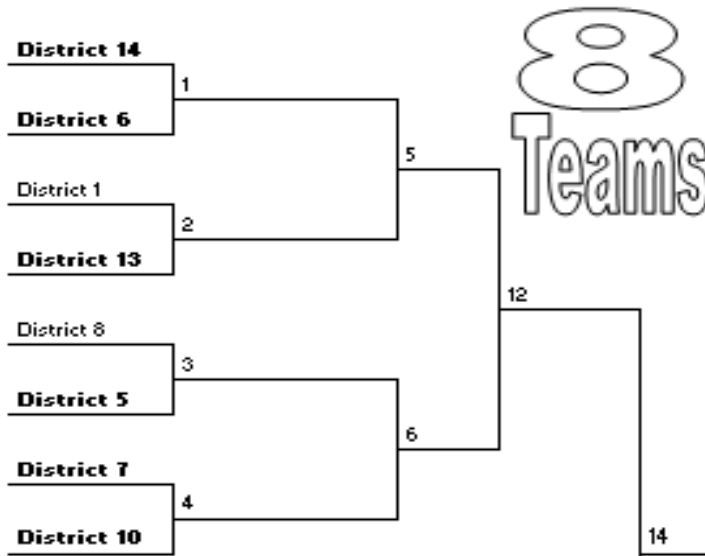 District 14
1
District 6
5
District 1
2
District 13
12
District 8
3
District 5
6
District 7
4
District 10
14
8
Teams